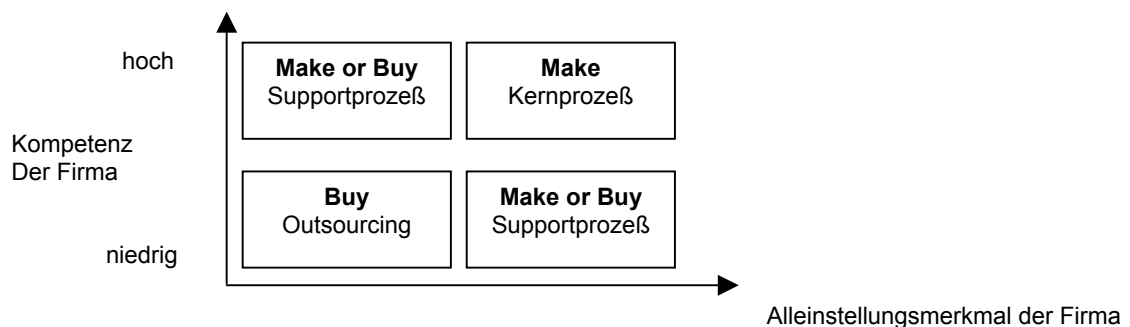 hoch
Make or Buy
Supportprozeß
Make
Kernprozeß
Kompetenz
Der Firma
Buy
Outsourcing
Make or Buy
Supportprozeß
niedrig
Alleinstellungsmerkmal der Firma